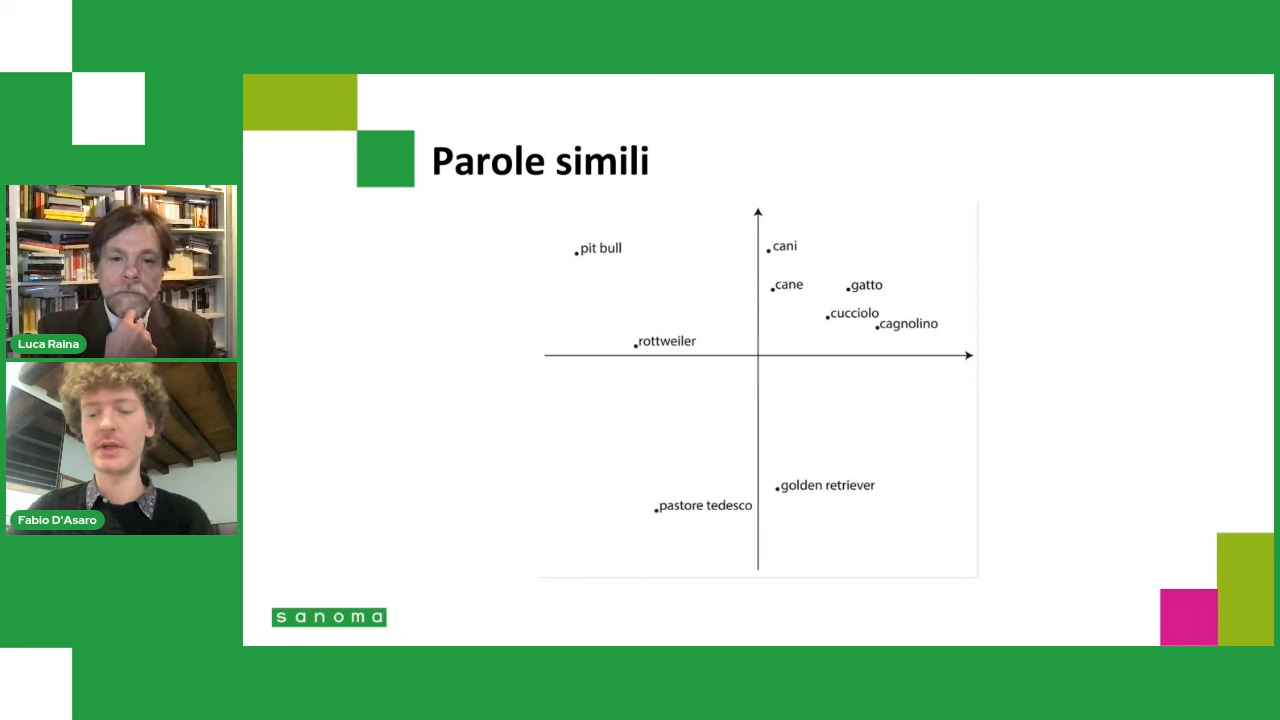 Parole simili
pit bull
cani
cane
gatto
cucciolo
cagnolino
rottweiler
golden retriever
pastore tedesco
Luca Raina
Fabio D'Asaro
sanoma